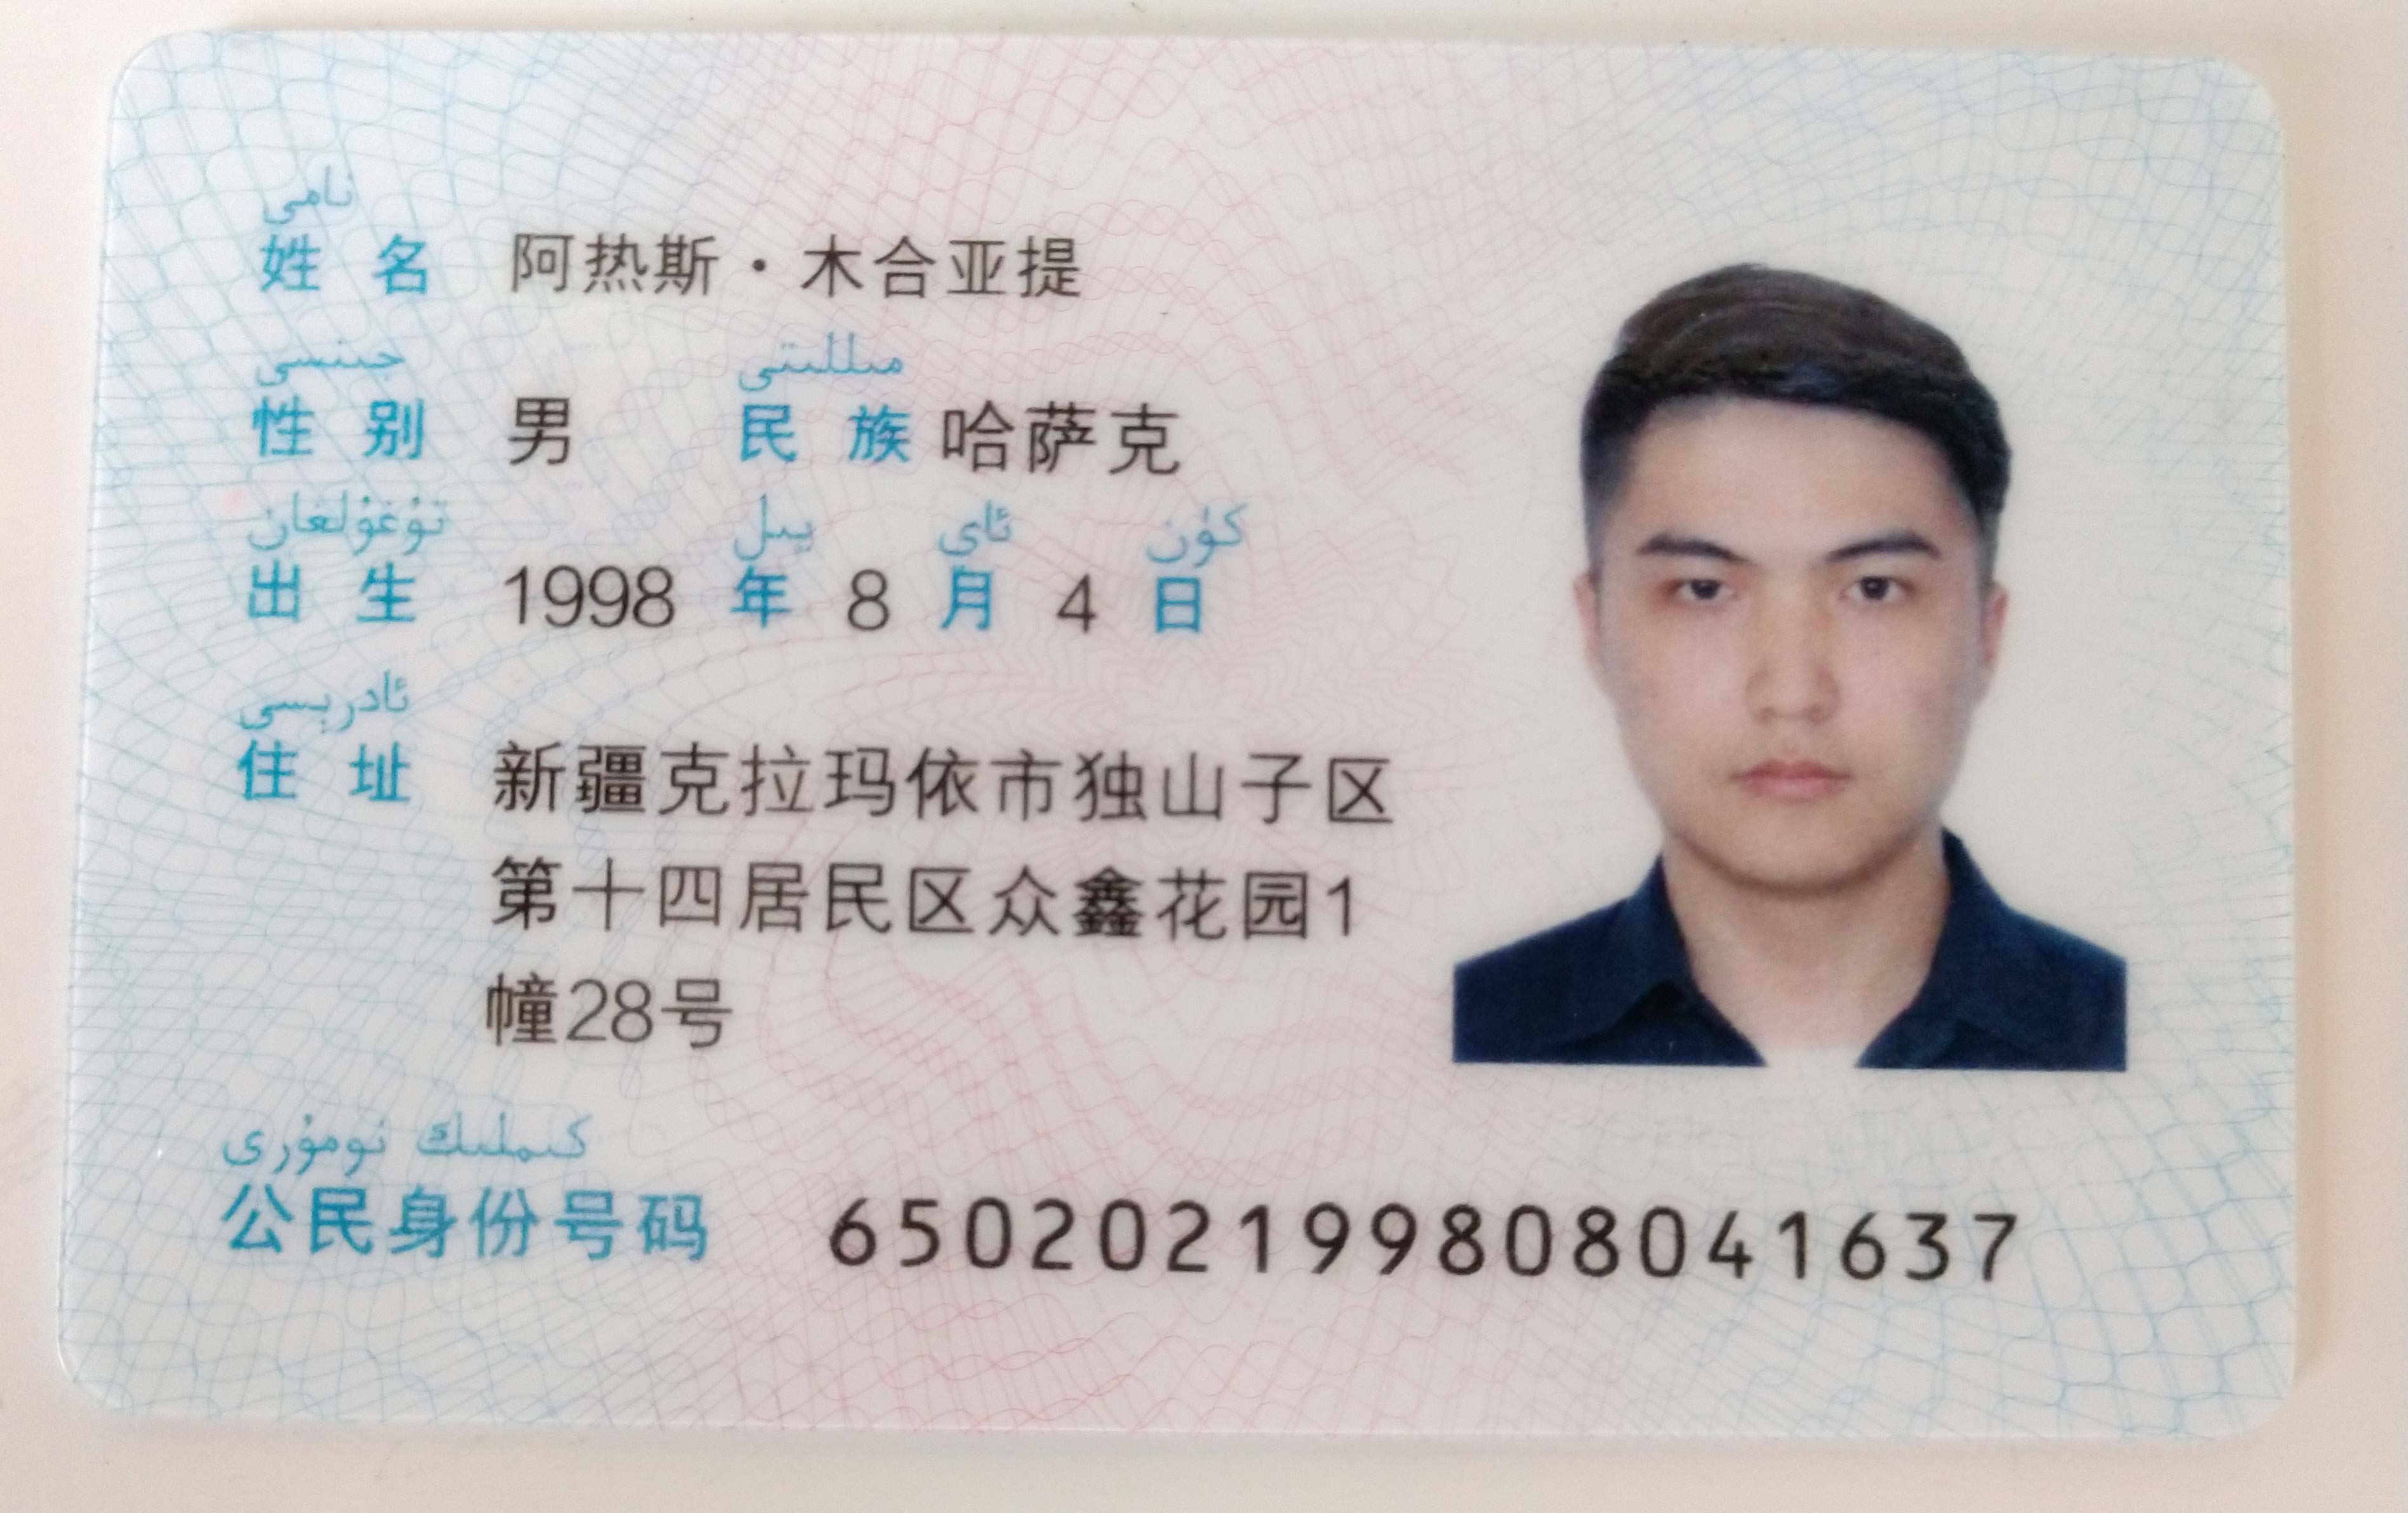 نامى
姓名 阿热斯·木合亚提
جىنسى مىللىتى
性别 男 民族 哈萨克
تۇغۇلغان يىل ئاي كۈن
出生 1998 年 8 月 4 日
ئادرېسى
住址 新疆克拉玛依市独山子区
第十四居民区众鑫花园1
幢28号
كىملىك نومۇرى
公民身份号码 650202199808041637